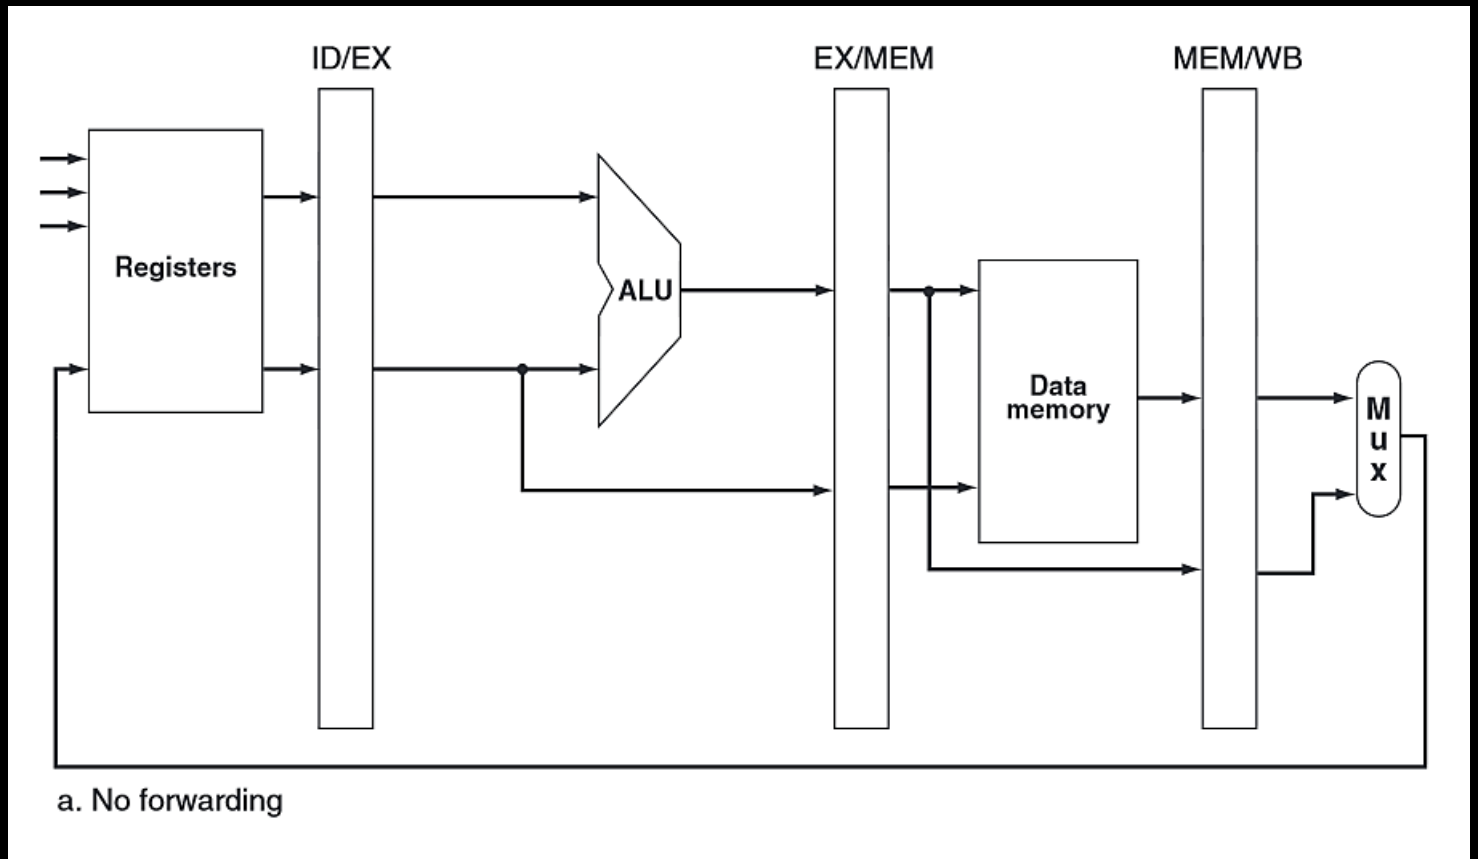 ID/EX
EX/MEM
MEM/WB
Registers
ALU
Data
memory
M
u
x
a. No forwarding